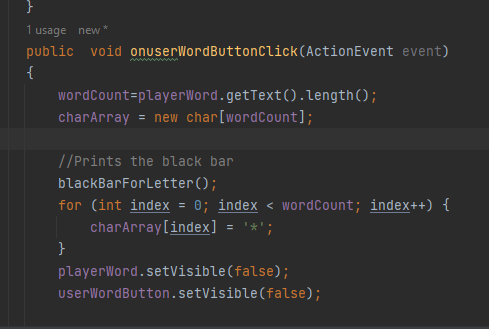 }
1 usage   new *
public  void onuserWordButtonClick(ActionEvent event)
{
    wordCount=playerWord.getText().length();
    charArray = new char[wordCount];
    //Prints the black bar
    blackBarForLetter();
    for (int index = 0; index < wordCount; index++) {
        charArray[index] = '*';
    }
    playerWord.setVisible(false);
    userWordButton.setVisible(false);